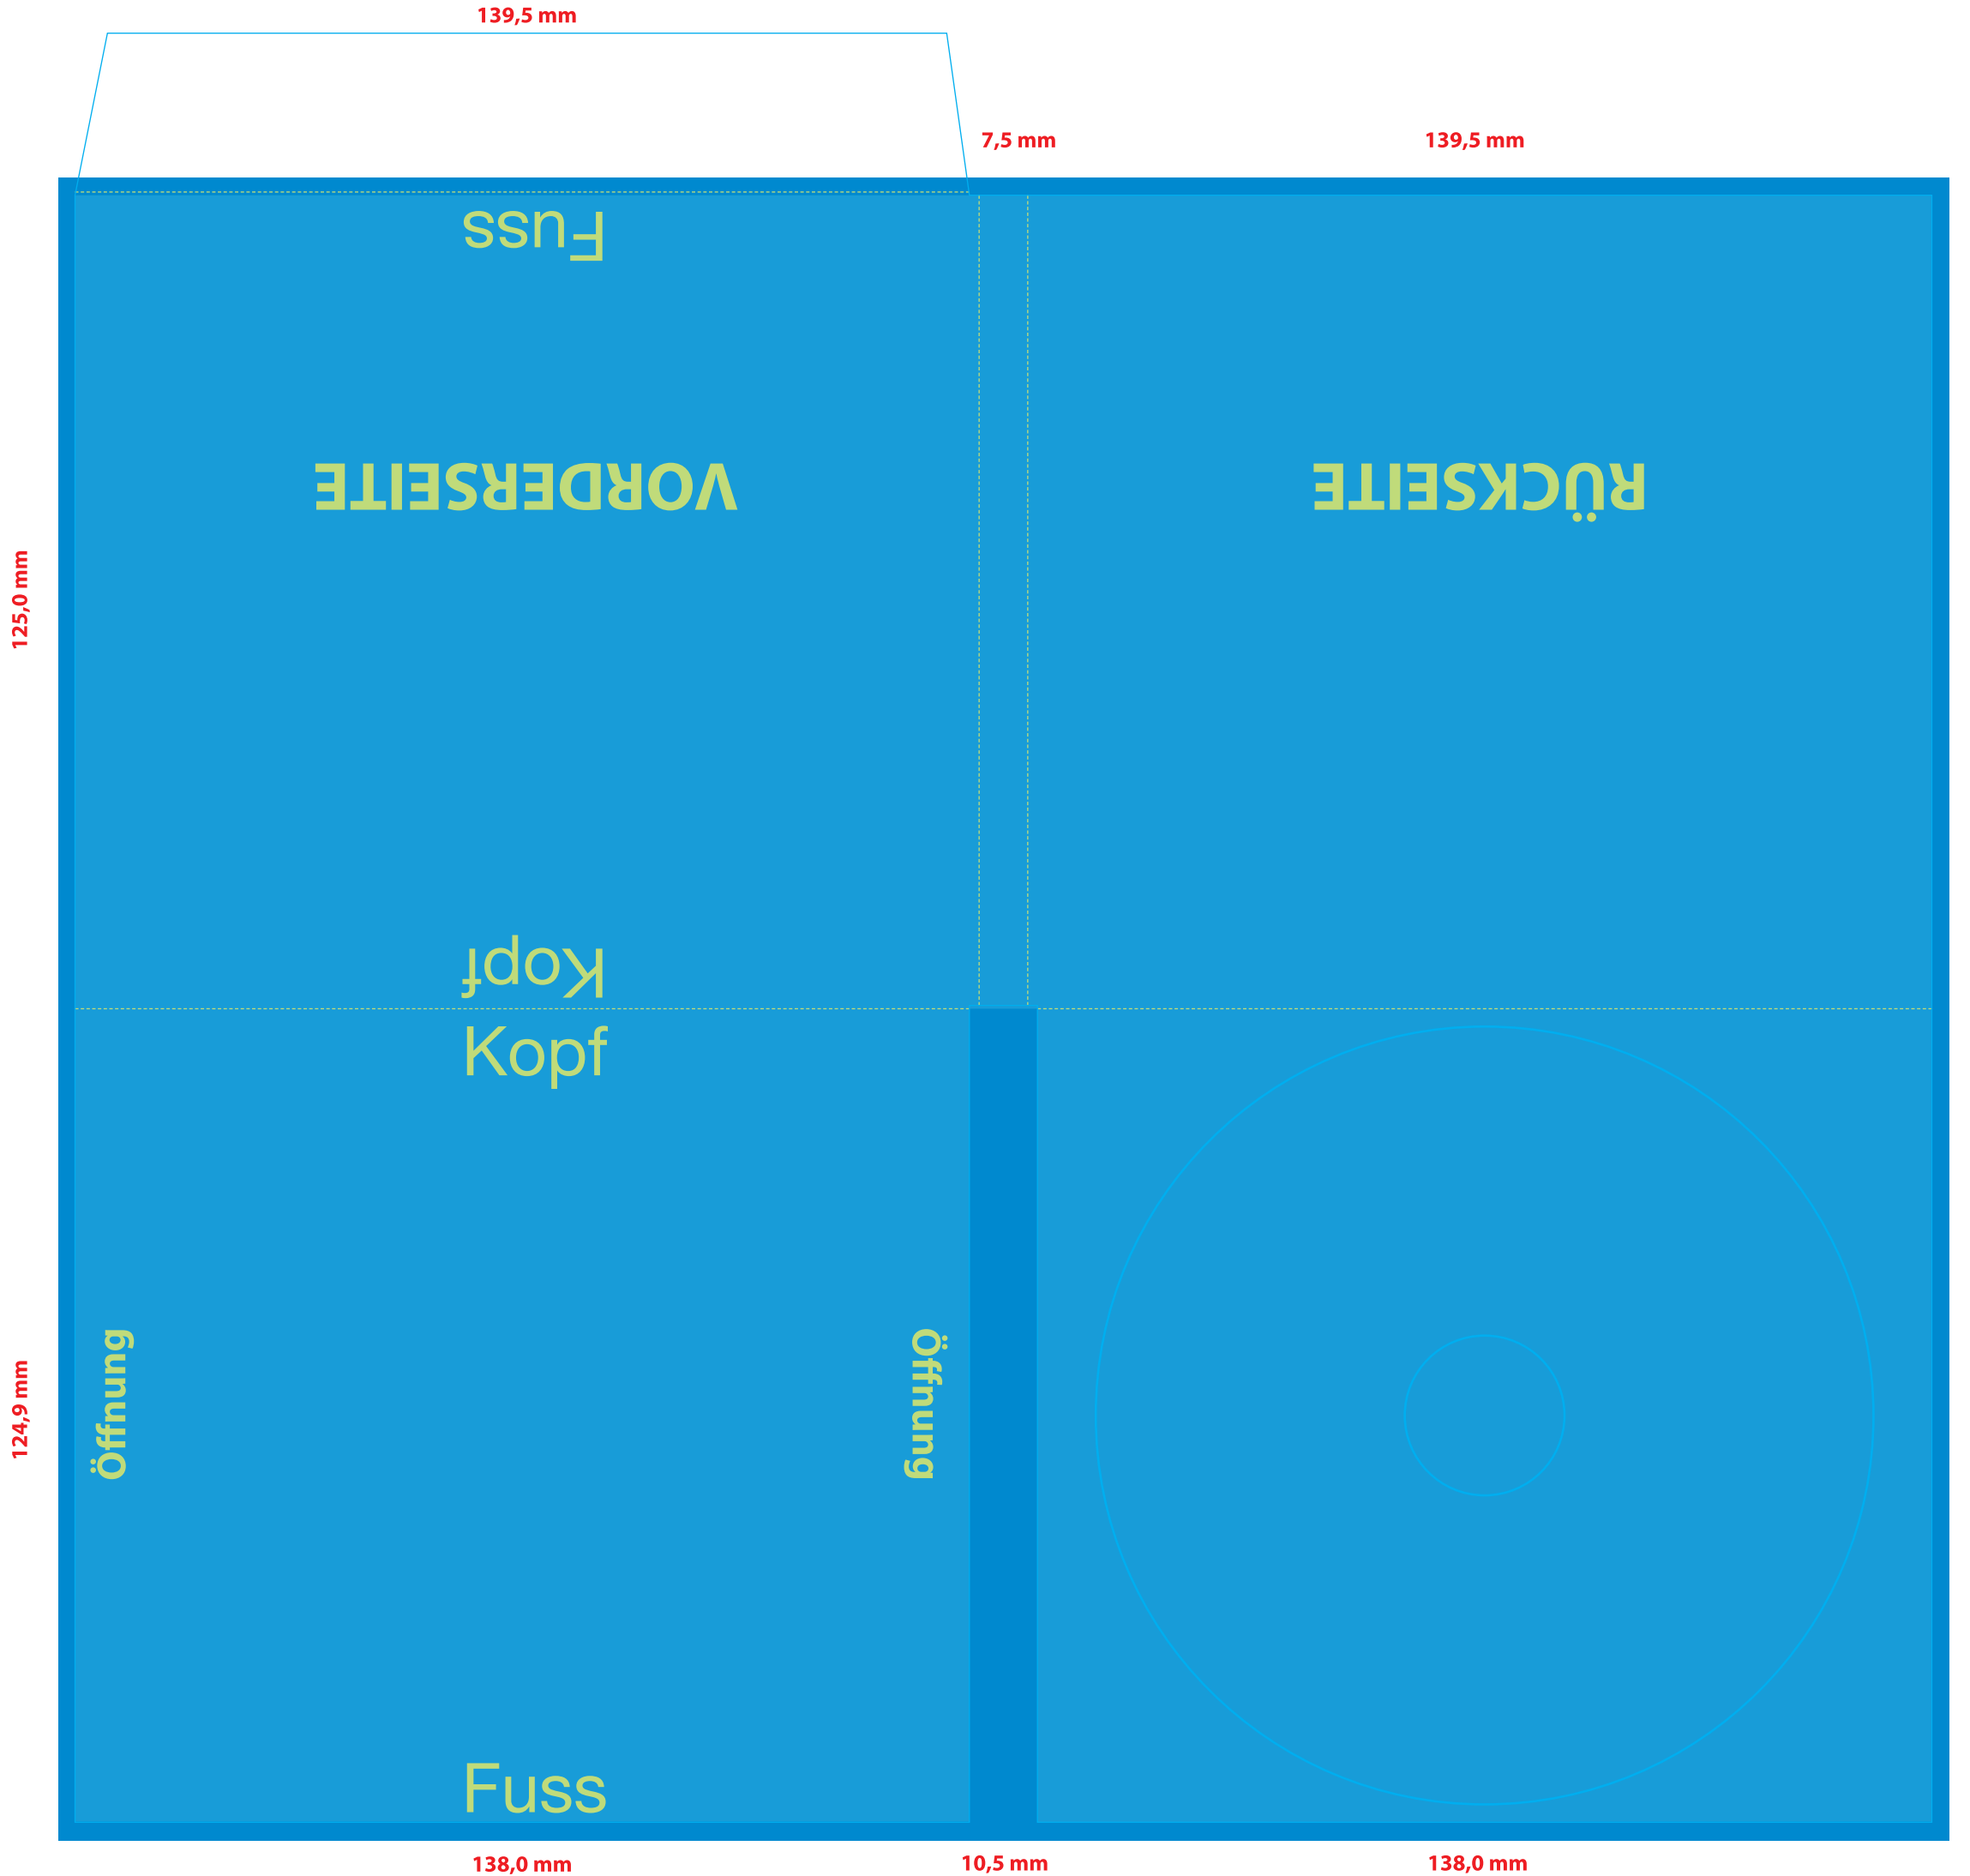 139,5 mm
7,5 mm
139,5 mm
Fuss
VORDERSEITE
RÜCKSEITE
125,0 mm
Kopf
Kopf
Öffnung
Öffnung
124,9 mm
Fuss
138,0 mm
10,5 mm
138,0 mm